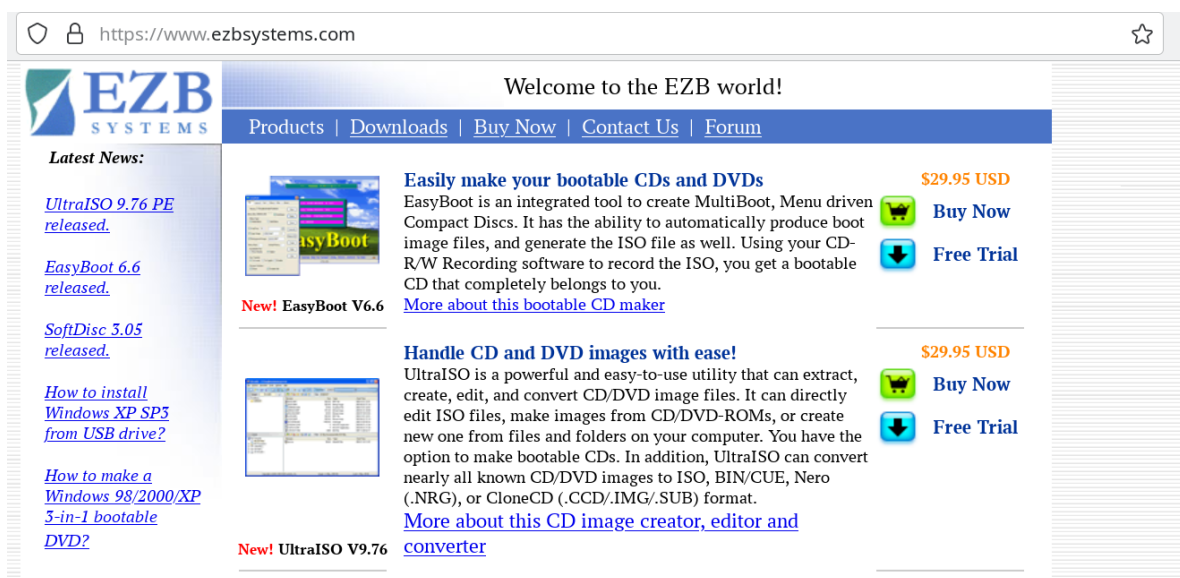 https://www.ezbsystems.com
EZB
SYSTEMS
Welcome to the EZB world!
Products | Downloads | Buy Now | Contact Us | Forum
Latest News:
UltraISO 9.76 PE
released.
EasyBoot 6.6
released.
SoftDisc 3.05
released.
How to install
Windows XP SP3
from USB drive?
How to make a
Windows 98/2000/XP
3-in-1 bootable
DVD?
asyBoot
New! EasyBoot V6.6
Easily make your bootable CDs and DVDs
EasyBoot is an integrated tool to create MultiBoot, Menu driven
Compact Discs. It has the ability to automatically produce boot
image files, and generate the ISO file as well. Using your CD-
R/W Recording software to record the ISO, you get a bootable
CD that completely belongs to you.
More about this bootable CD maker
$29.95 USD
Buy Now
Free Trial
New! UltraISO V9.76
Handle CD and DVD images with ease!
UltraISO is a powerful and easy-to-use utility that can extract,
create, edit, and convert CD/DVD image files. It can directly
edit ISO files, make images from CD/DVD-ROMs, or create
new one from files and folders on your computer. You have the
option to make bootable CDs. In addition, UltraISO can convert
nearly all known CD/DVD images to ISO, BIN/CUE, Nero
(.NRG), or CloneCD (.CCD/.IMG/.SUB) format.
More about this CD image creator, editor and
converter
$29.95 USD
Buy Now
Free Trial